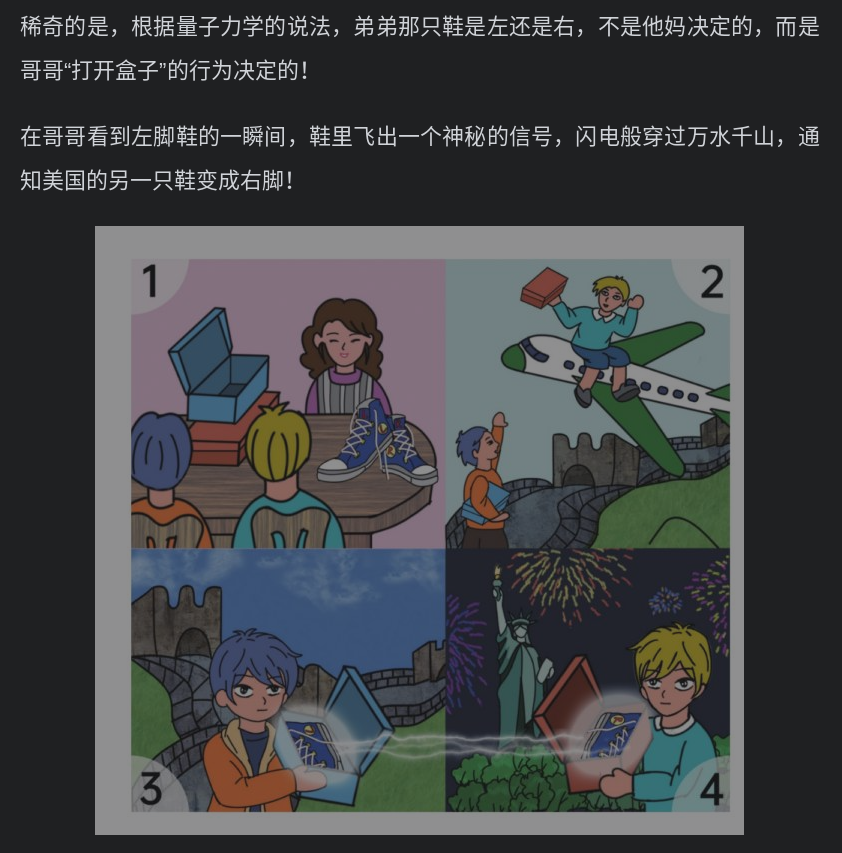 稀奇的是，根据量子力学的说法，弟弟那只鞋是左还是右，不是他妈决定的，而是
哥哥“打开盒子”的行为决定的！
在哥哥看到左脚鞋的一瞬间，鞋里飞出一个神秘的信号，闪电般穿过万水千山，通
知美国的另一只鞋变成右脚！
1
2
3
4